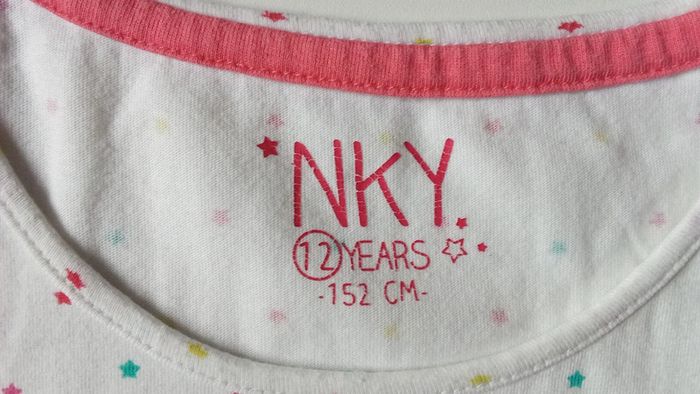 NKY.
12 YEARS
-152 CM-